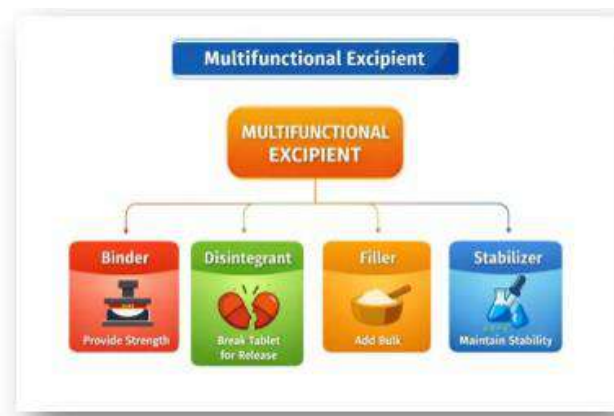 Multifunctional Excipient
MULTIFUNCTIONAL
EXCIPIENT
Binder
Provide Strength
Disintegrant
Break Tablet
for Release
Filler
Add Bulk
Stabilizer
Maintain Stability